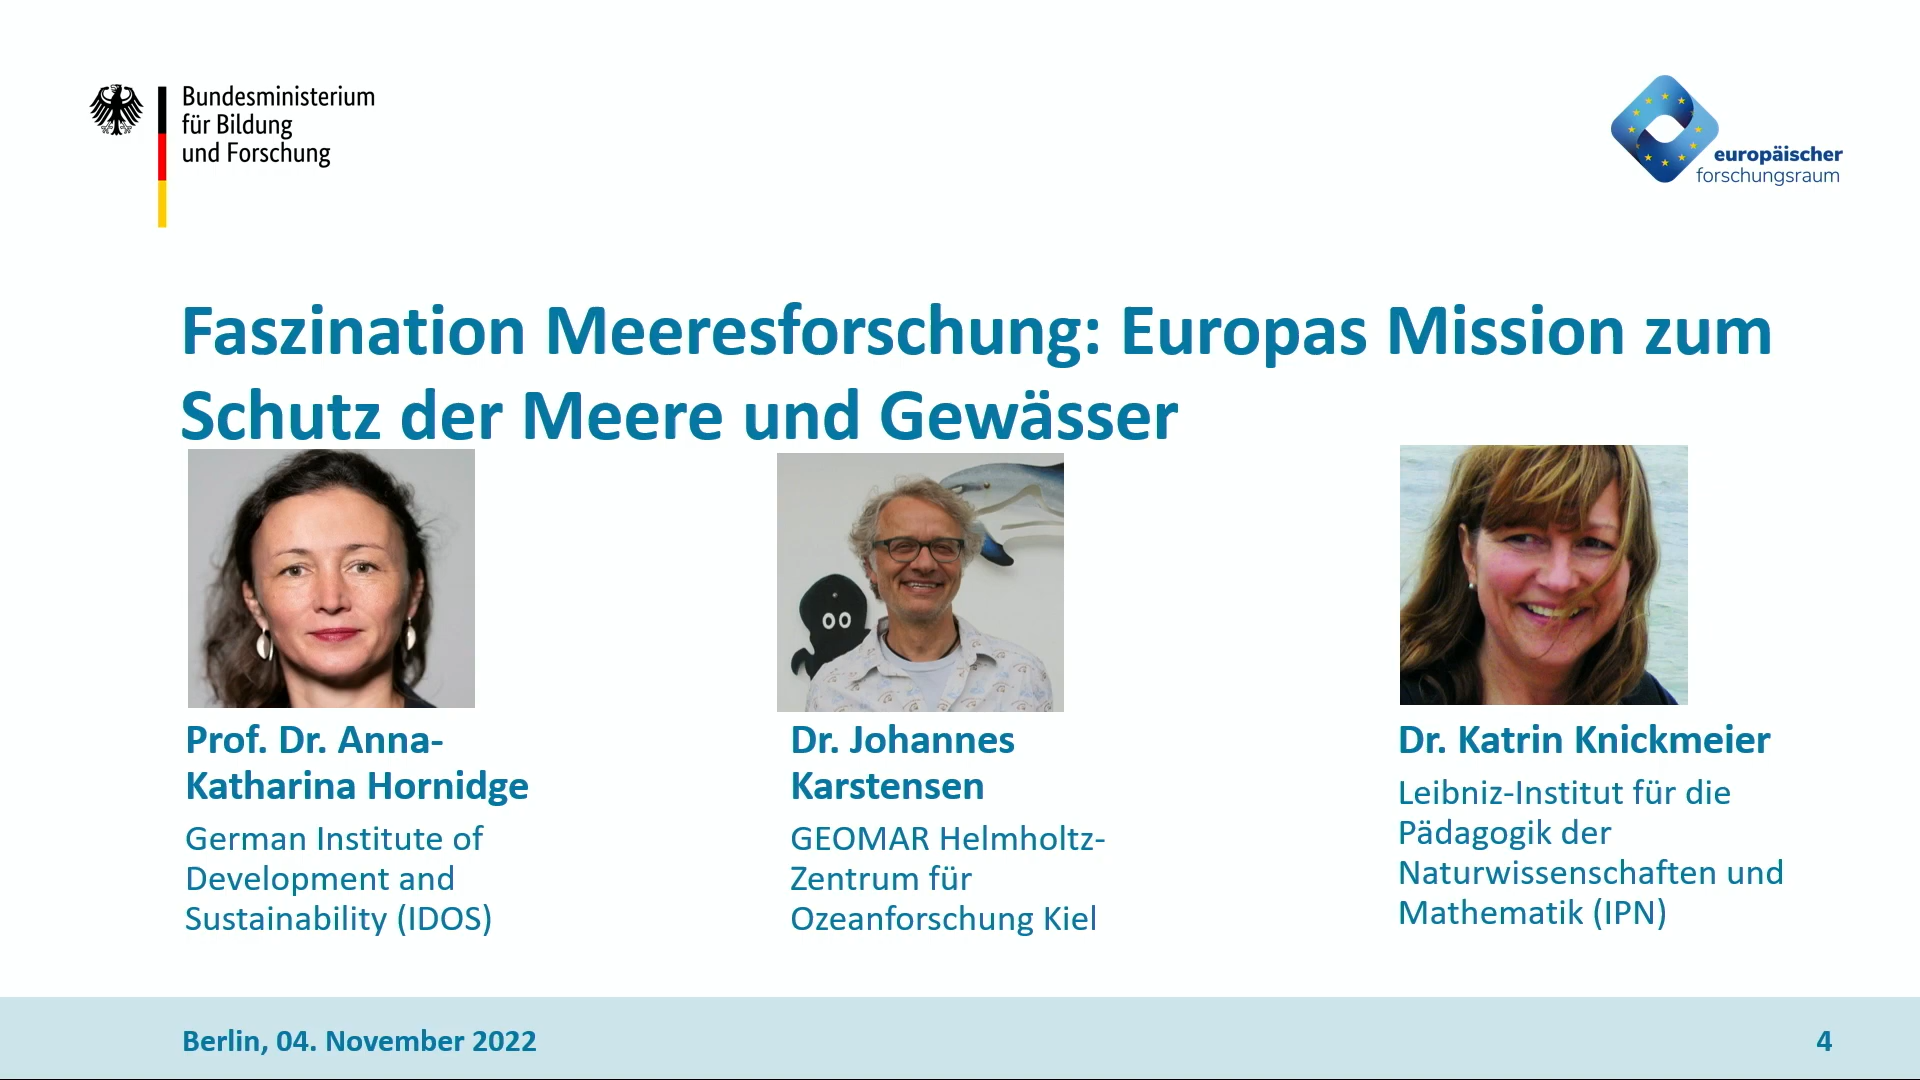 Bundesministerium
für Bildung
und Forschung
europäischer
forschungsraum
Faszination Meeresforschung: Europas Mission zum
Schutz der Meere und Gewässer
Prof. Dr. Anna-
Katharina Hornidge
German Institute of
Development and
Sustainability (IDOS)
Dr. Johannes
Karstensen
GEOMAR Helmholtz-
Zentrum für
Ozeanforschung Kiel
Dr. Katrin Knickmeier
Leibniz-Institut für die
Pädagogik der
Naturwissenschaften und
Mathematik (IPN)
Berlin, 04. November 2022
4